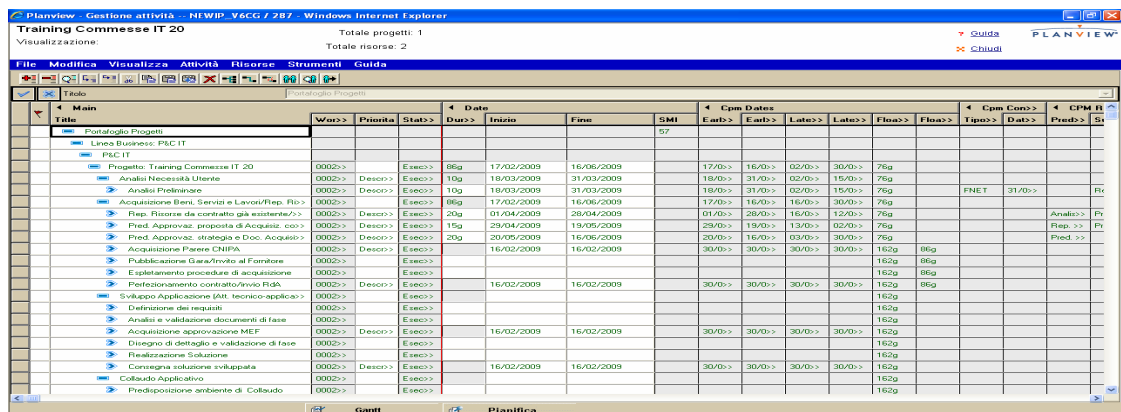 Planview - Gestione attività -- NEWIP_V6CG / 287 - Windows Internet Explorer
Training Commesse IT 20 Totale progetti: 1 ? Guida PLANVIEW
Visualizzazione: Totale risorse: 2 Chiudi
File Modifica Visualizza Attività Risorse Strumenti Guida
Titolo Portafoglio Progetti
Main Date Cpm Dates Cpm Con>> CPM R
Title Wor>> Priorita Stat>> Dur>> Inizio Fine SMI Earl>> Earl>> Late>> Late>> Floa>> Floa>> Tipo>> Dat>> Pred>> Su
Portafoglio Progetti 57
Linea Business: P&C IT
P&C IT
Progetto: Training Commesse IT 20 0002>> Esec>> 86g 17/02/2009 16/06/2009 17/0>> 16/0>> 02/0>> 30/0>> 76g
Analisi Necessità Utente 0002>> Descr>> Esec>> 10g 18/03/2009 31/03/2009 18/0>> 31/0>> 02/0>> 15/0>> 76g
Analisi Preliminare 0002>> Descr>> Esec>> 10g 18/03/2009 31/03/2009 18/0>> 31/0>> 02/0>> 15/0>> 76g FNET 31/0>> Re
Acquisizione Beni, Servizi e Lavori/Rep. Ri>> 0002>> Esec>> 86g 17/02/2009 16/06/2009 17/0>> 16/0>> 16/0>> 30/0>> 76g
Rep. Risorse da contratto già esistente/>> 0002>> Descr>> Esec>> 20g 01/04/2009 28/04/2009 01/0>> 28/0>> 16/0>> 12/0>> 76g Analis>> Pr
Pred. Approvaz. proposta di Acquisiz. co>> 0002>> Descr>> Esec>> 15g 29/04/2009 19/05/2009 29/0>> 19/0>> 13/0>> 02/0>> 76g Rep. >> Pr
Pred. Approvaz. strategia e Doc. Acquisi>> 0002>> Descr>> Esec>> 20g 20/05/2009 16/06/2009 20/0>> 16/0>> 03/0>> 30/0>> 76g Pred. >>
Acquisizione Parere CNIPA 0002>> Descr>> Esec>> 16/02/2009 16/02/2009 30/0>> 30/0>> 30/0>> 30/0>> 162g 86g
Pubblicazione Gara/Invito al Fornitore 0002>> Esec>> 162g 86g
Espletamento procedure di acquisizione 0002>> Esec>> 162g 86g
Perfezionamento contratto/invio RdA 0002>> Descr>> Esec>> 16/02/2009 16/02/2009 30/0>> 30/0>> 30/0>> 30/0>> 162g 86g
Sviluppo Applicazione (Att. tecnico-applica>> 0002>> Esec>> 162g
Definizione dei requisiti 0002>> Esec>> 162g
Analisi e validazione documenti di fase 0002>> Esec>> 162g
Acquisizione approvazione MEF 0002>> Descr>> Esec>> 16/02/2009 16/02/2009 30/0>> 30/0>> 30/0>> 30/0>> 162g
Disegno di dettaglio e validazione di fase 0002>> Esec>> 162g
Realizzazione Soluzione 0002>> Esec>> 162g
Consegna soluzione sviluppata 0002>> Descr>> Esec>> 16/02/2009 16/02/2009 30/0>> 30/0>> 30/0>> 30/0>> 162g
Collaudo Applicativo 0002>> Esec>> 162g
Predisposizione ambiente di Collaudo 0002>> Esec>> 162g
Gantt Pianifica